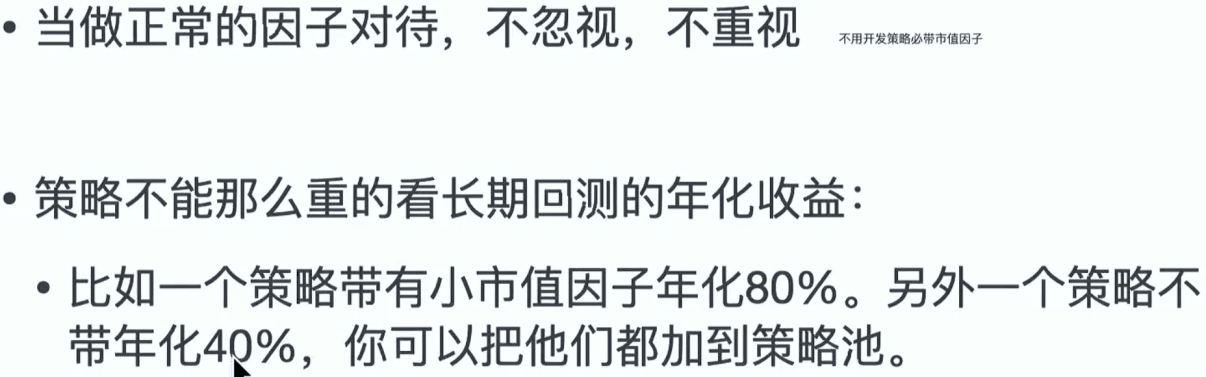 • 当做正常的因子对待，不忽视，不重视 不用开发策略必带市值因子
• 策略不能那么重的看长期回测的年化收益：
• 比如一个策略带有小市值因子年化80%。另外一个策略不
带年化40%，你可以把他们都加到策略池。